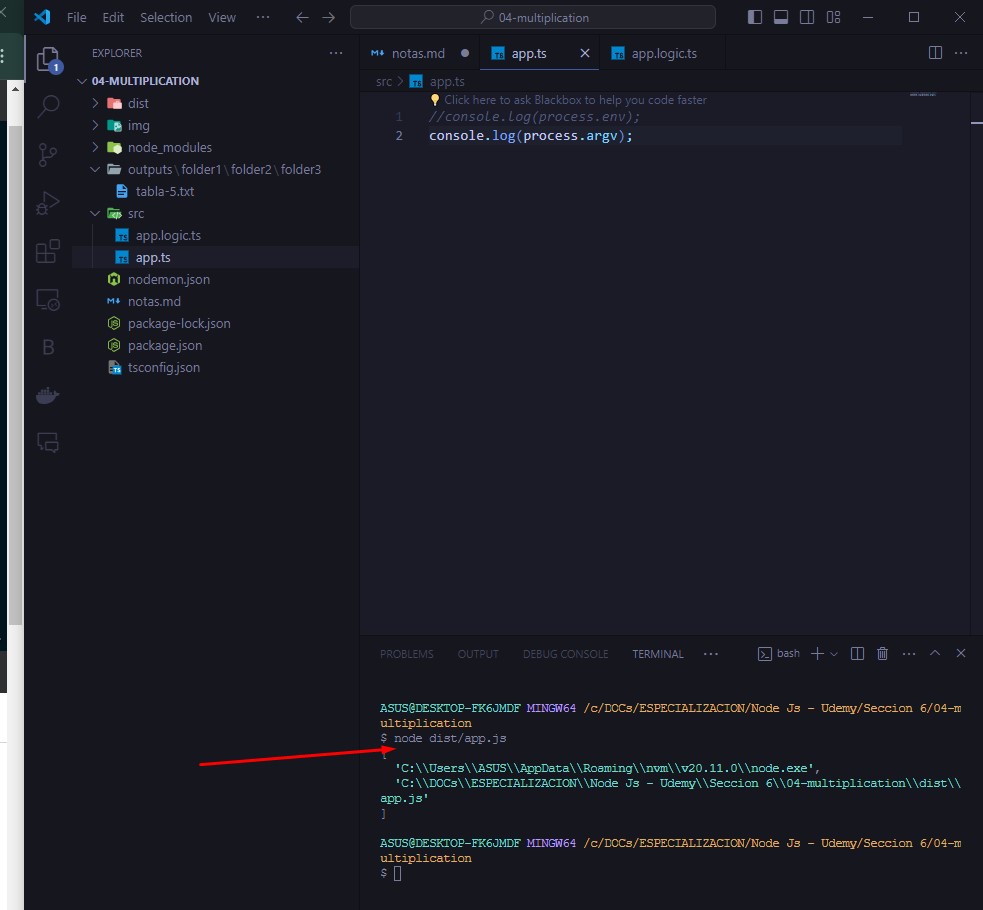 File Edit Selection View ··· 04-multiplication
EXPLORER ···
1
04-MULTIPLICATION
dist
img
node_modules
outputs\folder1\folder2\folder3
tabla-5.txt
src
app.logic.ts
app.ts
nodemon.json
notas.md
package-lock.json
package.json
tsconfig.json
notas.md app.ts app.logic.ts
src > app.ts
Click here to ask Blackbox to help you code faster
1 //console.log(process.env);
2 console.log(process.argv);
PROBLEMS OUTPUT DEBUG CONSOLE TERMINAL ··· bash
ASUS@DESKTOP-FK6JMDF MINGW64 /c/DOCs/ESPECIALIZACION/Node Js - Udemy/Seccion 6/04-m
ultiplication
$ node dist/app.js
[
'C:\\Users\\ASUS\\AppData\\Roaming\\nvm\\v20.11.0\\node.exe',
'C:\\DOCs\\ESPECIALIZACION\\Node Js - Udemy\\Seccion 6\\04-multiplication\\dist\\
app.js'
]
ASUS@DESKTOP-FK6JMDF MINGW64 /c/DOCs/ESPECIALIZACION/Node Js - Udemy/Seccion 6/04-m
ultiplication
$